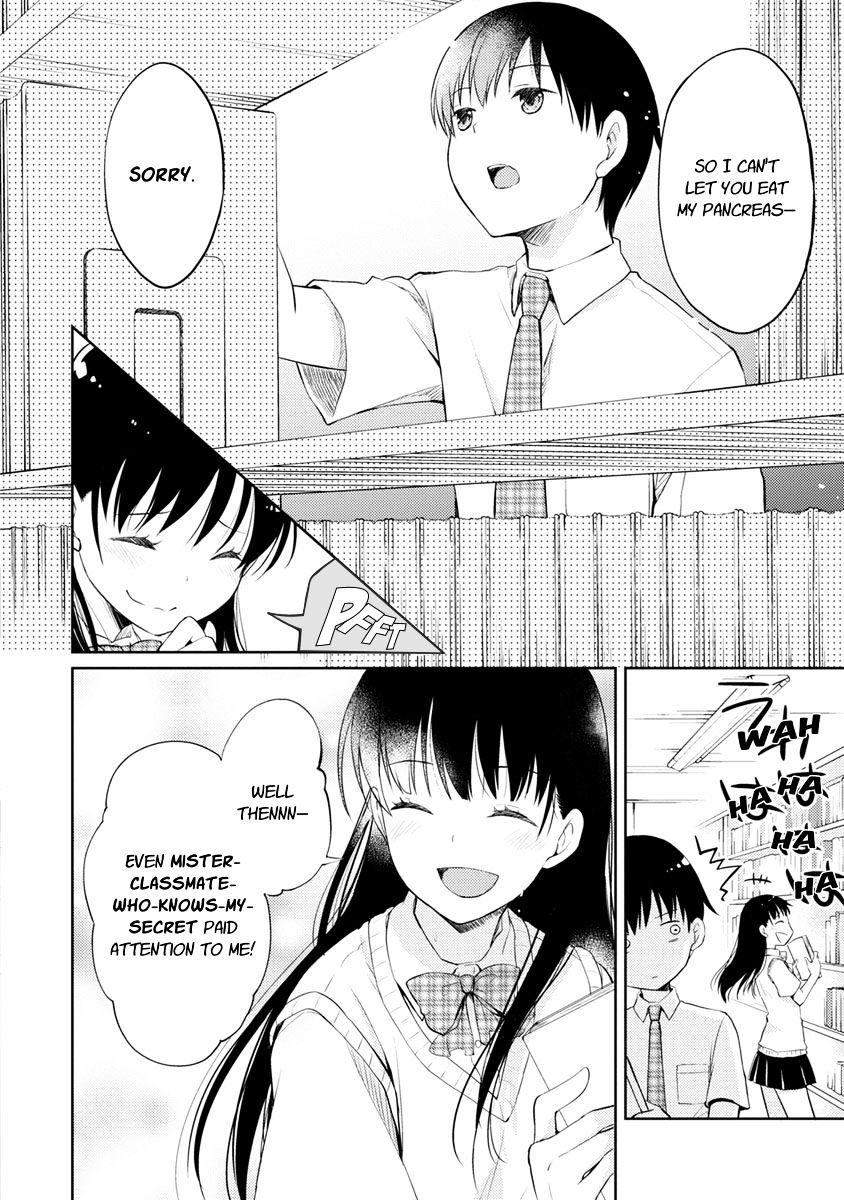 SO I CAN'T
LET YOU EAT
MY PANCREAS—
SORRY.
PFFT
WAH
HA HA
HA
HA
WELL
THENNN—
EVEN MISTER-
CLASSMATE-
WHO-KNOWS-MY-
SECRET PAID
ATTENTION TO ME!